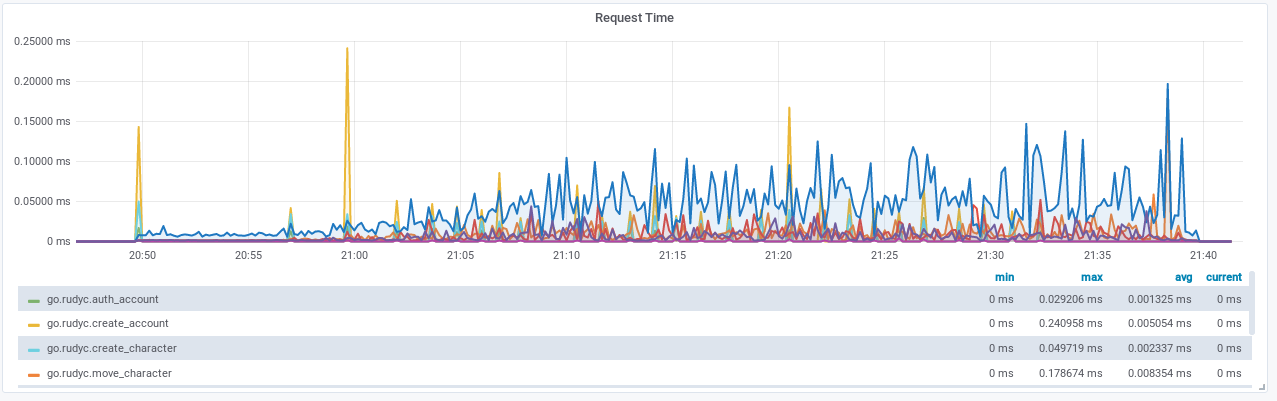 Request Time
0.25000 ms
0.20000 ms
0.15000 ms
0.10000 ms
0.05000 ms
0 ms
20:50 20:55 21:00 21:05 21:10 21:15 21:20 21:25 21:30 21:35 21:40
min max avg current
go.rudyc.auth_account 0 ms 0.029206 ms 0.001325 ms 0 ms
go.rudyc.create_account 0 ms 0.240958 ms 0.005054 ms 0 ms
go.rudyc.create_character 0 ms 0.049719 ms 0.002337 ms 0 ms
go.rudyc.move_character 0 ms 0.178674 ms 0.008354 ms 0 ms